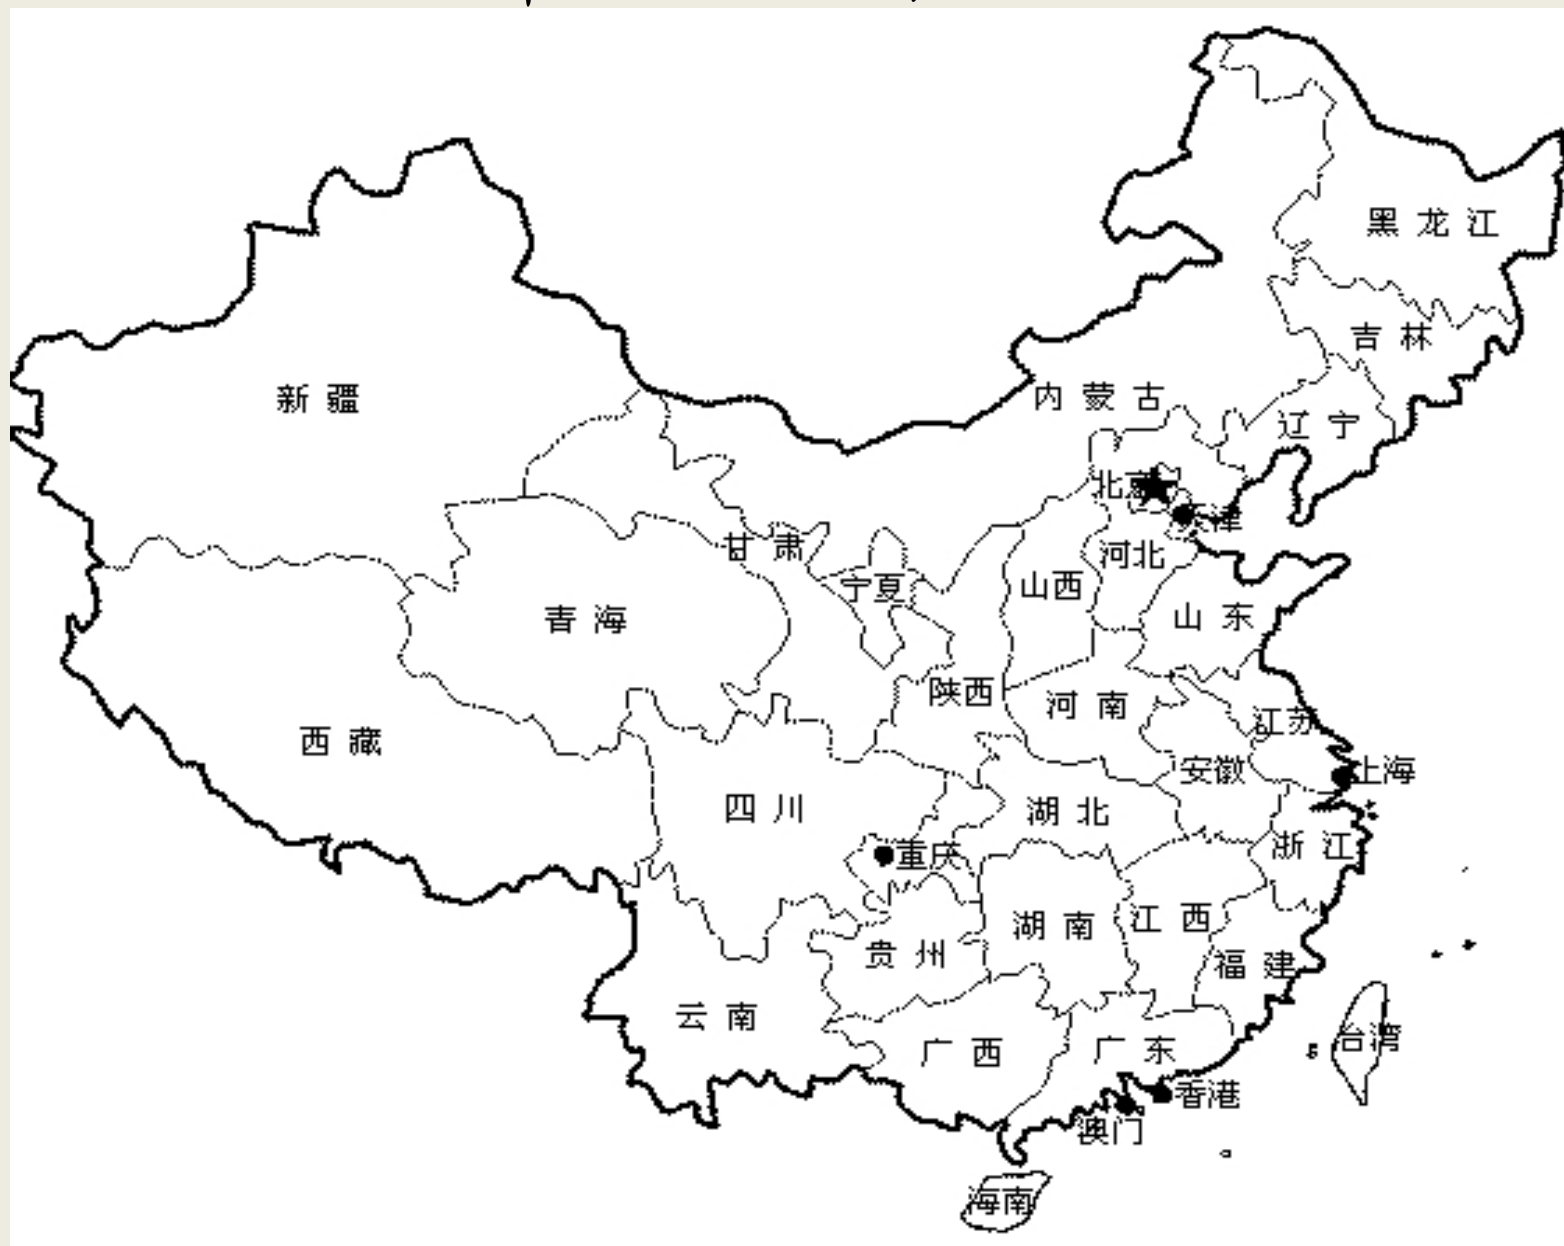 黑龙江
吉林
新疆
内蒙古
辽宁
北京
天津
甘肃
河北
宁夏
山西
青海
山东
陕西
河南
江苏
西藏
安徽
上海
四川
湖北
浙江
重庆
湖南
江西
贵州
福建
云南
台湾
广西
广东
香港
澳门
海南